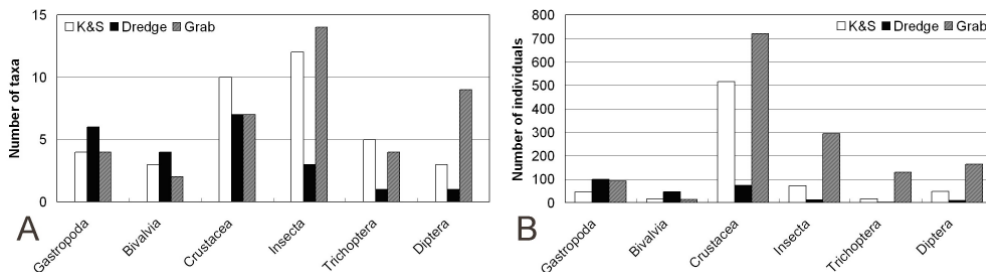 15
10
5
0
Number of taxa
K&S Dredge Grab
Gastropoda
Bivalvia
Crustacea
Insecta
Trichoptera
Diptera
A
800
700
600
500
400
300
200
100
0
Number of individuals
K&S Dredge Grab
Gastropoda
Bivalvia
Crustacea
Insecta
Trichoptera
Diptera
B